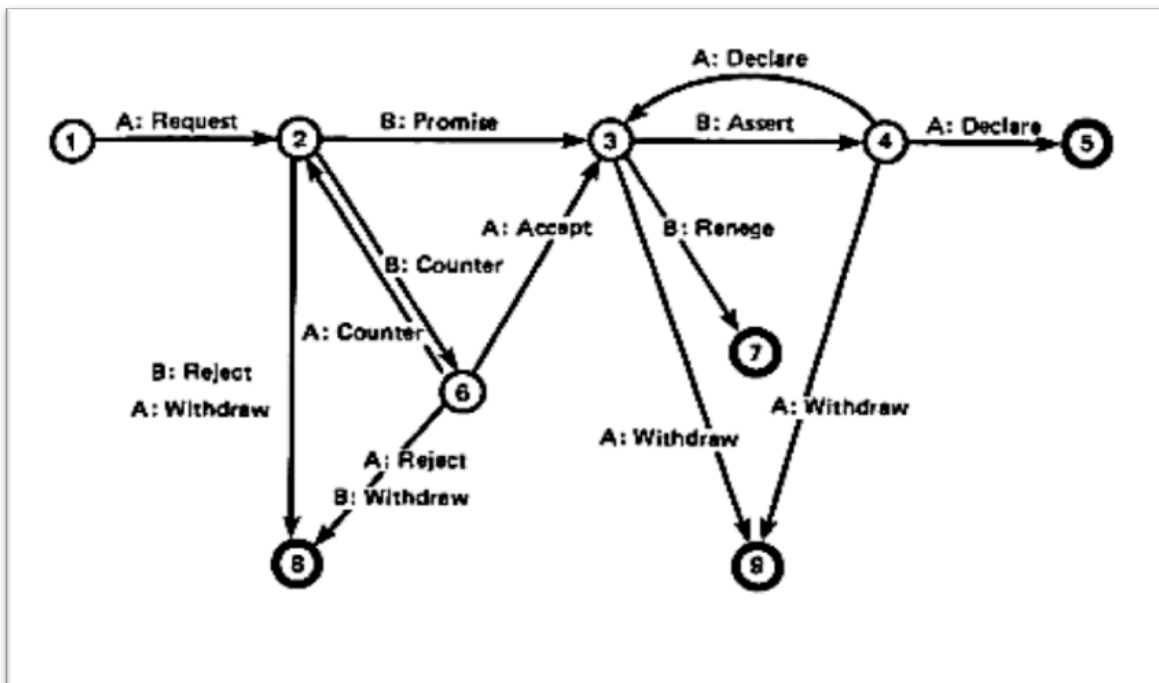 A: Declare
A: Request
B: Promise
B: Assert
A: Declare
1
2
3
4
5
A: Accept
B: Renege
B: Counter
A: Counter
7
B: Reject
A: Withdraw
6
A: Withdraw
A: Withdraw
A: Reject
B: Withdraw
8
9